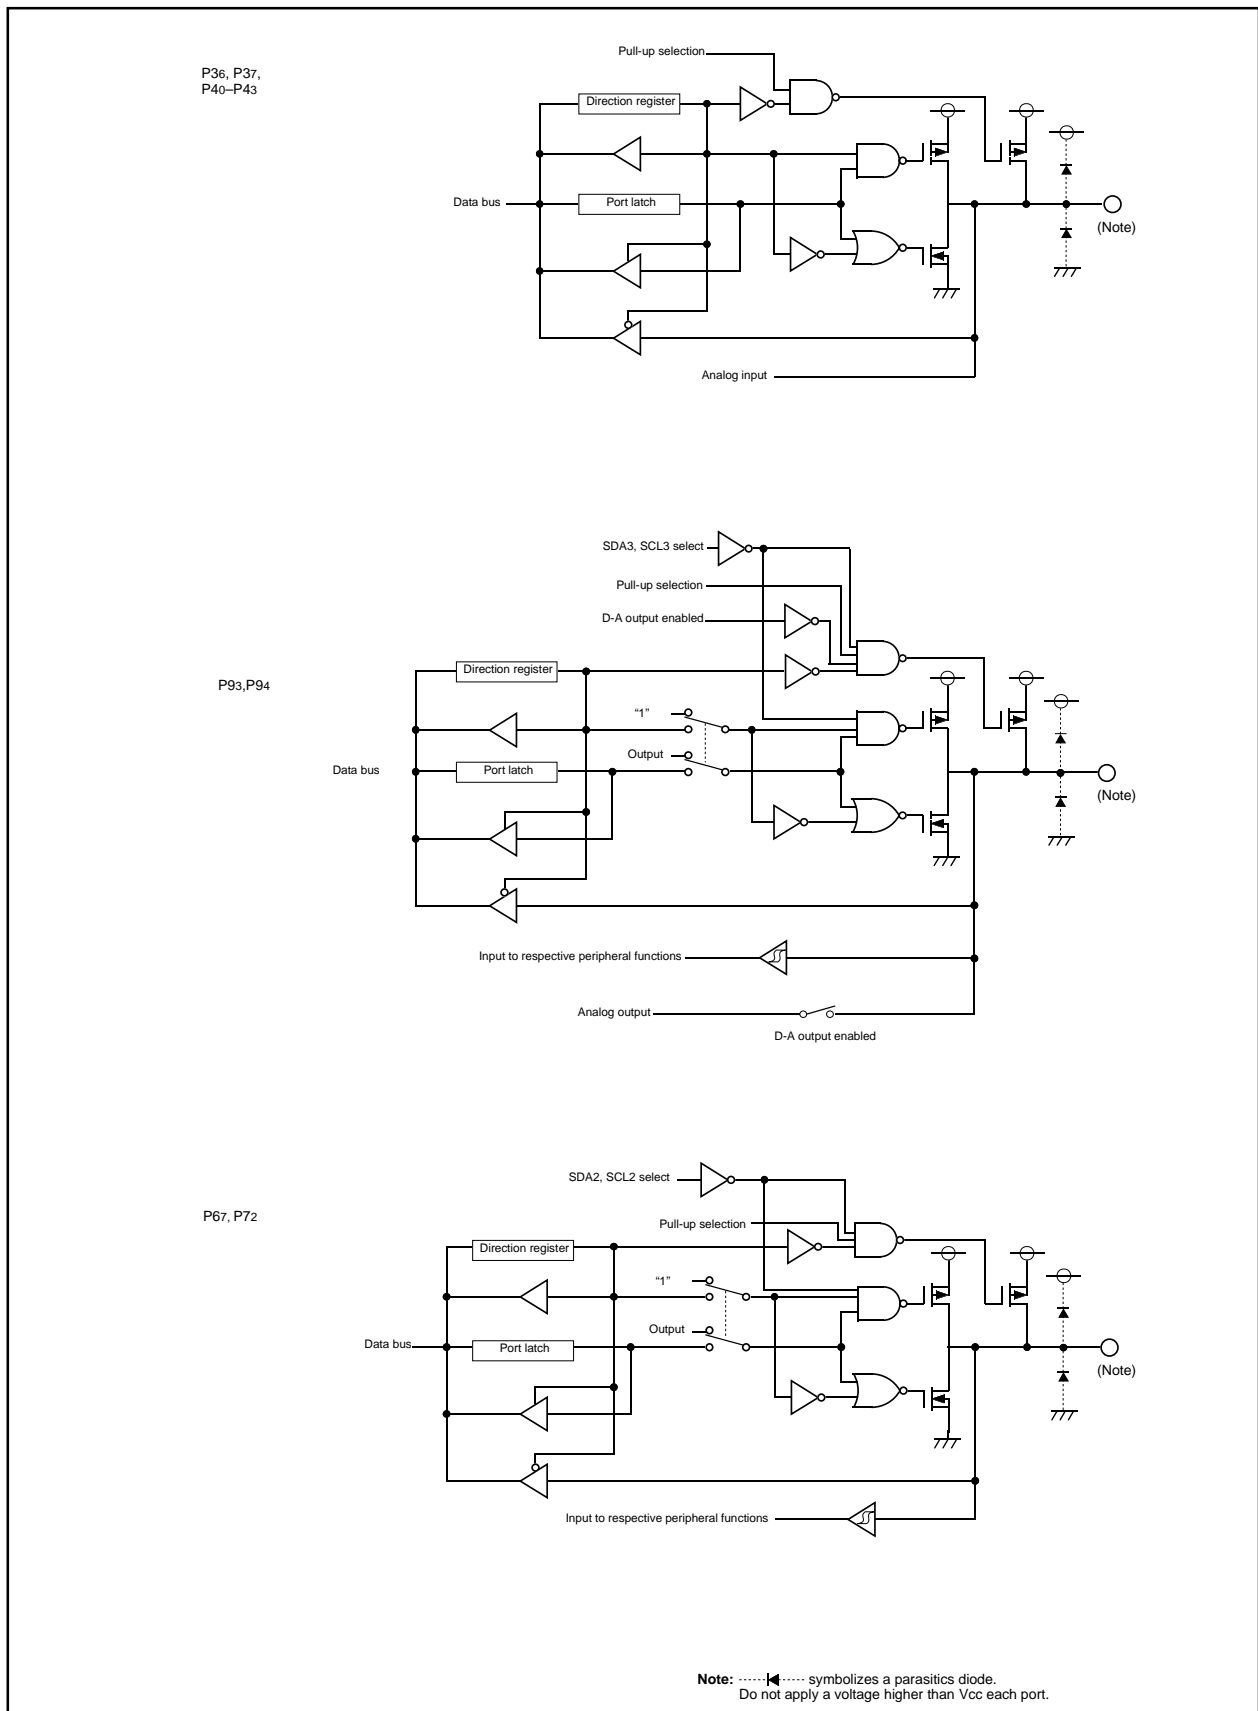 Pull-up selection
P36, P37,
P40–P43
Direction register
Data bus
Port latch
(Note)
Analog input
SDA3, SCL3 select
Pull-up selection
D-A output enabled
Direction register
P93,P94
“1”
Output
Data bus
Port latch
(Note)
Input to respective peripheral functions
Analog output
D-A output enabled
SDA2, SCL2 select
P67, P72
Pull-up selection
Direction register
“1”
Output
Data bus
Port latch
(Note)
Input to respective peripheral functions
Note: symbolizes a parasitics diode.
Do not apply a voltage higher than Vcc each port.